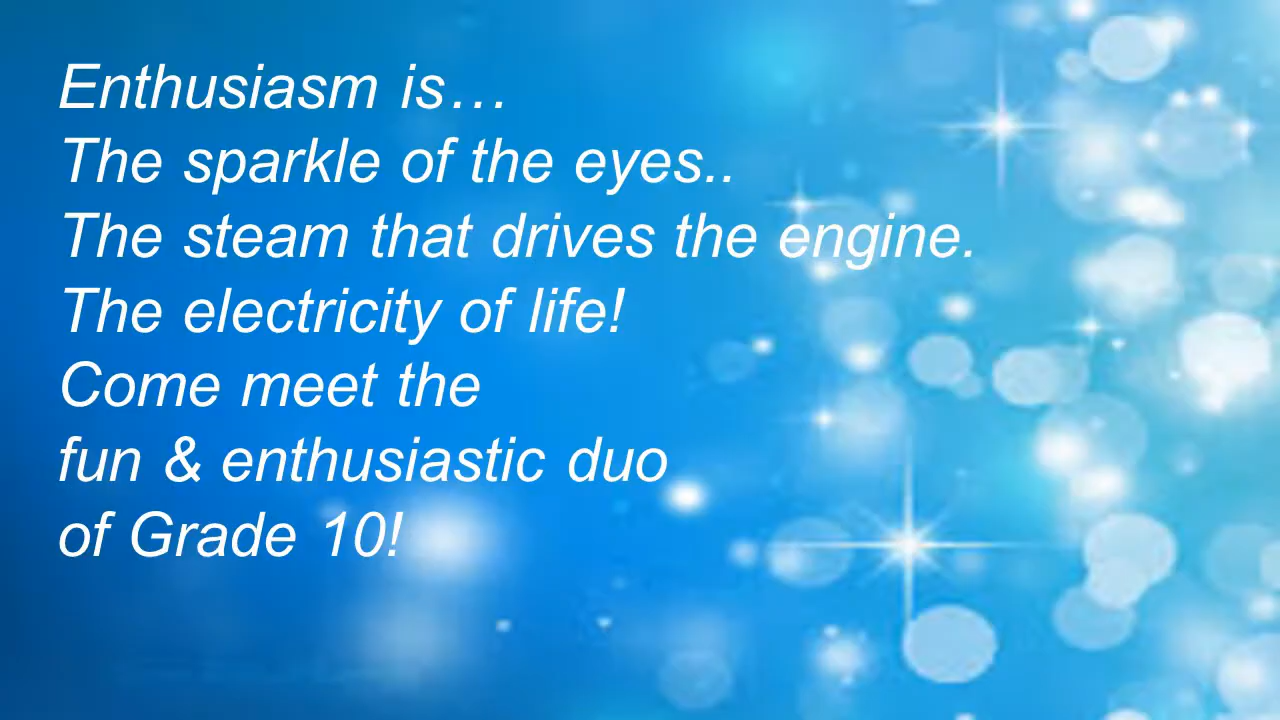 Enthusiasm is…
The sparkle of the eyes..
The steam that drives the engine.
The electricity of life!
Come meet the
fun & enthusiastic duo
of Grade 10!